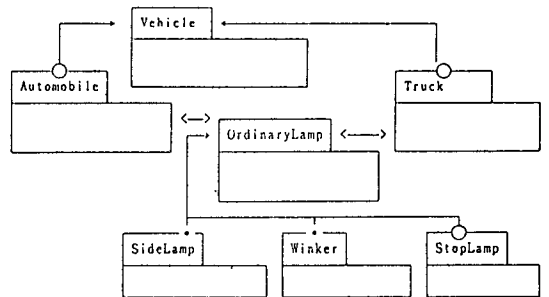 Vehicle
Automobile
Truck
OrdinaryLamp
SideLamp
Winker
StopLamp